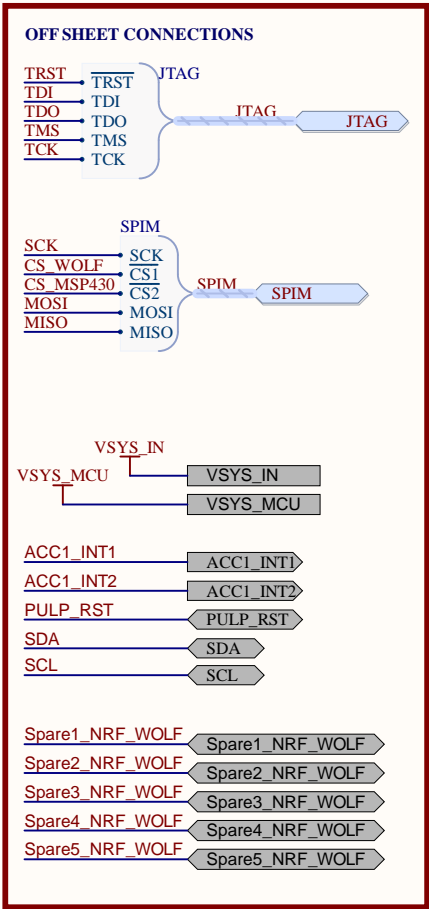 OFF SHEET CONNECTIONS
TRST TRST JTAG
TDI TDI
TDO TDO JTAG JTAG
TMS TMS
TCK TCK
SPIM
SCK SCK
CS_WOLF CS1
CS_MSP430 CS2 SPIM SPIM
MOSI MOSI
MISO MISO
VSYS_IN
VSYS_MCU VSYS_IN
VSYS_MCU
ACC1_INT1 ACC1_INT1
ACC1_INT2 ACC1_INT2
PULP_RST PULP_RST
SDA SDA
SCL SCL
Spare1_NRF_WOLF Spare1_NRF_WOLF
Spare2_NRF_WOLF Spare2_NRF_WOLF
Spare3_NRF_WOLF Spare3_NRF_WOLF
Spare4_NRF_WOLF Spare4_NRF_WOLF
Spare5_NRF_WOLF Spare5_NRF_WOLF